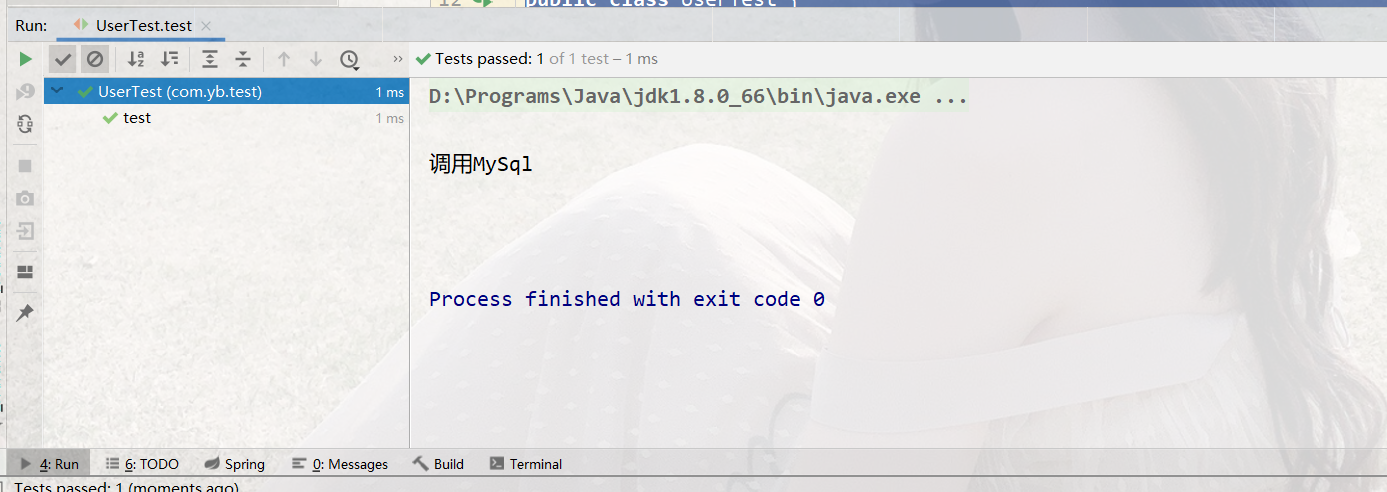 12 public class UserTest {
Run: UserTest.test
Tests passed: 1 of 1 test – 1 ms
UserTest (com.yb.test) 1 ms
test 1 ms
D:\Programs\Java\jdk1.8.0_66\bin\java.exe ...
调用MySql
Process finished with exit code 0
4: Run 6: TODO Spring 0: Messages Build Terminal
Tests passed: 1 (moments ago)